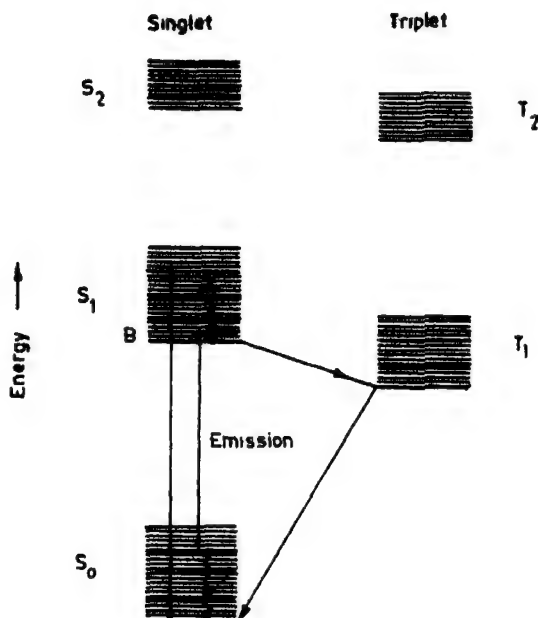 Singlet
Triplet
S2
T2
S1
B
T1
Energy
Emission
S0